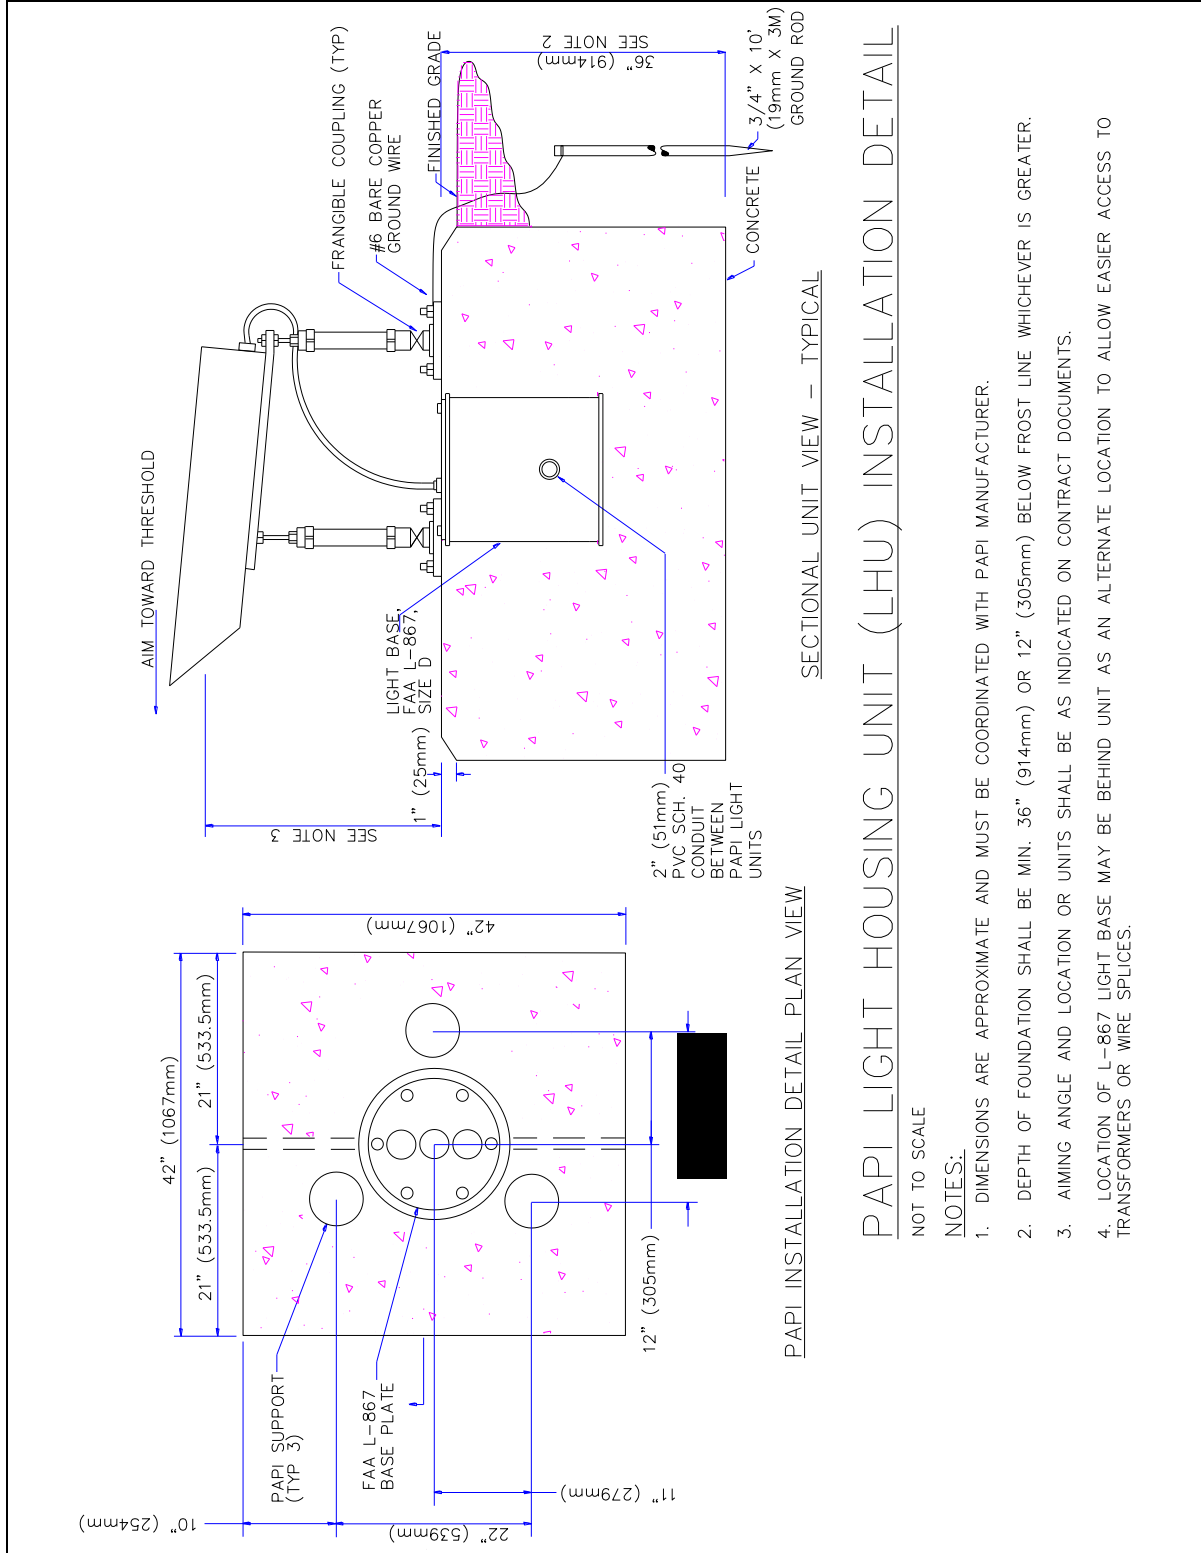 42" (1067mm)
21" (533.5mm)
21" (533.5mm)
42" (1067mm)
10" (254mm)
22" (539mm)
11" (279mm)
12" (305mm)
PAPI SUPPORT
(TYP 3)
FAA L-867
BASE PLATE
PAPI INSTALLATION DETAIL PLAN VIEW
AIM TOWARD THRESHOLD
SEE NOTE 3
1" (25mm)
LIGHT BASE,
FAA L-867,
SIZE D
2" (51mm)
PVC SCH. 40
CONDUIT
BETWEEN
PAPI LIGHT
UNITS
FRANGIBLE COUPLING (TYP)
#6 BARE COPPER
GROUND WIRE
FINISHED GRADE
36" (914mm)
SEE NOTE 2
3/4" X 10'
(19mm X 3M)
GROUND ROD
CONCRETE
SECTIONAL UNIT VIEW - TYPICAL
PAPI LIGHT HOUSING UNIT (LHU) INSTALLATION DETAIL
NOT TO SCALE
NOTES:
1. DIMENSIONS ARE APPROXIMATE AND MUST BE COORDINATED WITH PAPI MANUFACTURER.
2. DEPTH OF FOUNDATION SHALL BE MIN. 36" (914mm) OR 12" (305mm) BELOW FROST LINE WHICHEVER IS GREATER.
3. AIMING ANGLE AND LOCATION OR UNITS SHALL BE AS INDICATED ON CONTRACT DOCUMENTS.
4. LOCATION OF L-867 LIGHT BASE MAY BE BEHIND UNIT AS AN ALTERNATE LOCATION TO ALLOW EASIER ACCESS TO
TRANSFORMERS OR WIRE SPLICES.